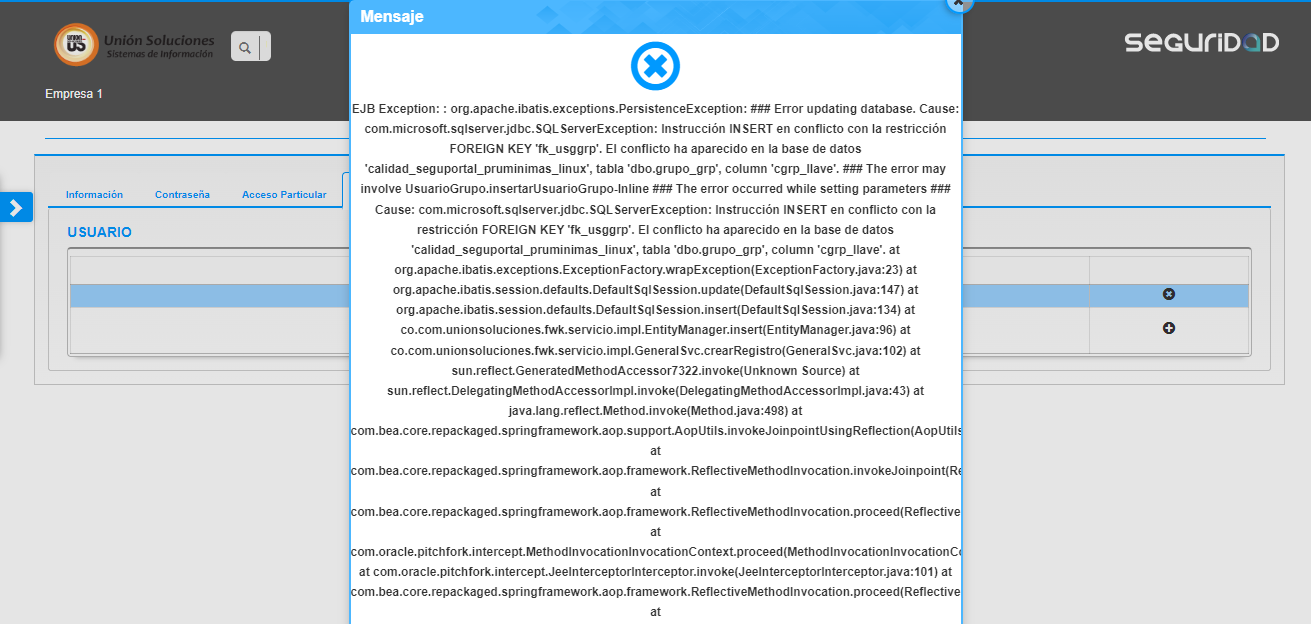 Mensaje
UNION
US
Unión Soluciones
Sistemas de Información
SEGURIDAD
Empresa 1
EJB Exception: : org.apache.ibatis.exceptions.PersistenceException: ### Error updating database. Cause:
com.microsoft.sqlserver.jdbc.SQLServerException: Instrucción INSERT en conflicto con la restricción
FOREIGN KEY 'fk_usggrp'. El conflicto ha aparecido en la base de datos
'calidad_seguportal_pruminimas_linux', tabla 'dbo.grupo_grp', column 'cgrp_llave'. ### The error may
involve UsuarioGrupo.insertarUsuarioGrupo-Inline ### The error occurred while setting parameters ###
Cause: com.microsoft.sqlserver.jdbc.SQLServerException: Instrucción INSERT en conflicto con la
restricción FOREIGN KEY 'fk_usggrp'. El conflicto ha aparecido en la base de datos
'calidad_seguportal_pruminimas_linux', tabla 'dbo.grupo_grp', column 'cgrp_llave'. at
org.apache.ibatis.exceptions.ExceptionFactory.wrapException(ExceptionFactory.java:23) at
org.apache.ibatis.session.defaults.DefaultSqlSession.update(DefaultSqlSession.java:147) at
org.apache.ibatis.session.defaults.DefaultSqlSession.insert(DefaultSqlSession.java:134) at
co.com.unionsoluciones.fwk.servicio.impl.EntityManager.insert(EntityManager.java:96) at
co.com.unionsoluciones.fwk.servicio.impl.GeneralSvc.crearRegistro(GeneralSvc.java:102) at
sun.reflect.GeneratedMethodAccessor7322.invoke(Unknown Source) at
sun.reflect.DelegatingMethodAccessorImpl.invoke(DelegatingMethodAccessorImpl.java:43) at
java.lang.reflect.Method.invoke(Method.java:498) at
com.bea.core.repackaged.springframework.aop.support.AopUtils.invokeJoinpointUsingReflection(AopUtils
at
com.bea.core.repackaged.springframework.aop.framework.ReflectiveMethodInvocation.invokeJoinpoint(Re
at
com.bea.core.repackaged.springframework.aop.framework.ReflectiveMethodInvocation.proceed(Reflective
at
com.oracle.pitchfork.intercept.MethodInvocationInvocationContext.proceed(MethodInvocationInvocationCo
at com.oracle.pitchfork.intercept.JeeInterceptorInterceptor.invoke(JeeInterceptorInterceptor.java:101) at
com.bea.core.repackaged.springframework.aop.framework.ReflectiveMethodInvocation.proceed(Reflective
at
Información Contraseña Acceso Particular
USUARIO